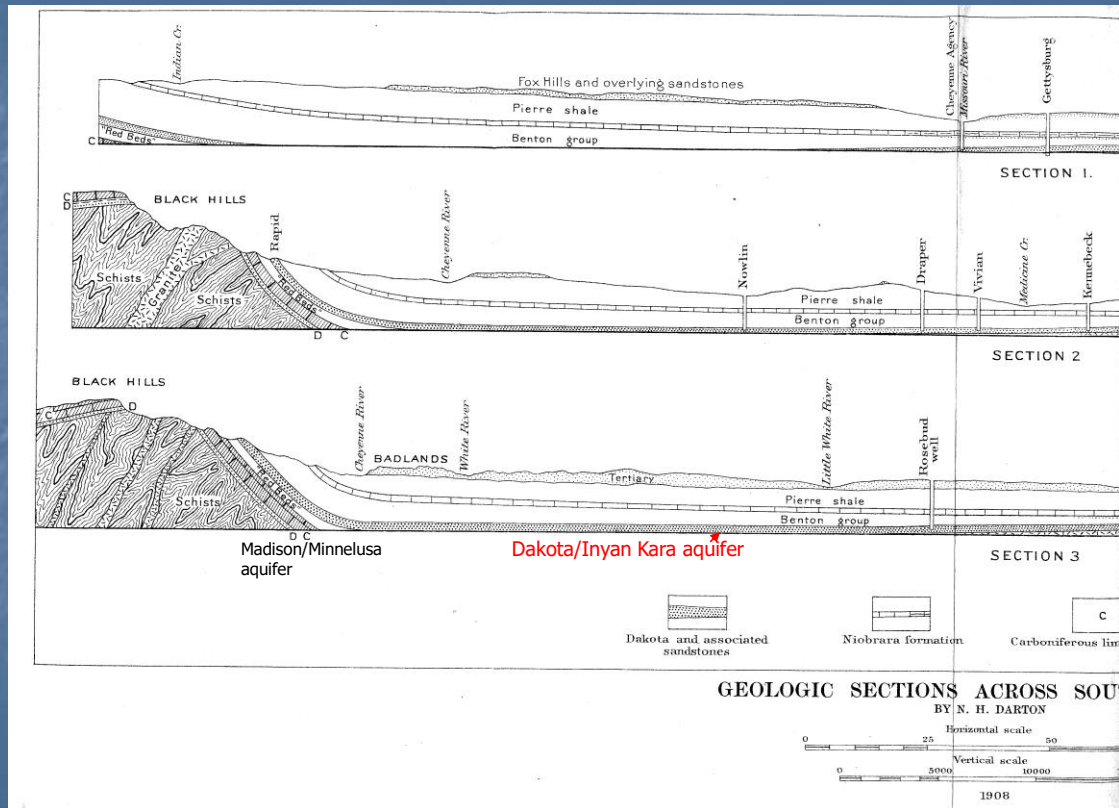 Indian Cr.
Cheyenne Agency
Missouri River
Gettysburg
Fox Hills and overlying sandstones
Pierre shale
"Red Beds"
Benton group
C
SECTION 1.
C
D
BLACK HILLS
Rapid
Cheyenne River
Nowlin
Draper
Vivian
Medicine Cr.
Kennebeck
Schists
Granite
Schists
"Red Beds"
Pierre shale
Benton group
D C
SECTION 2
BLACK HILLS
C
D
Cheyenne River
BADLANDS
White River
Little White River
Rosebud
well
Tertiary
Schists
"Red Beds"
Pierre shale
Benton group
D C
Madison/Minnelusa
aquifer
Dakota/Inyan Kara aquifer
SECTION 3
C
Dakota and associated
sandstones
Niobrara formation
Carboniferous lim
GEOLOGIC SECTIONS ACROSS SOU
BY N. H. DARTON
Horizontal scale
0 25 50
Vertical scale
0 5000 10000
1908